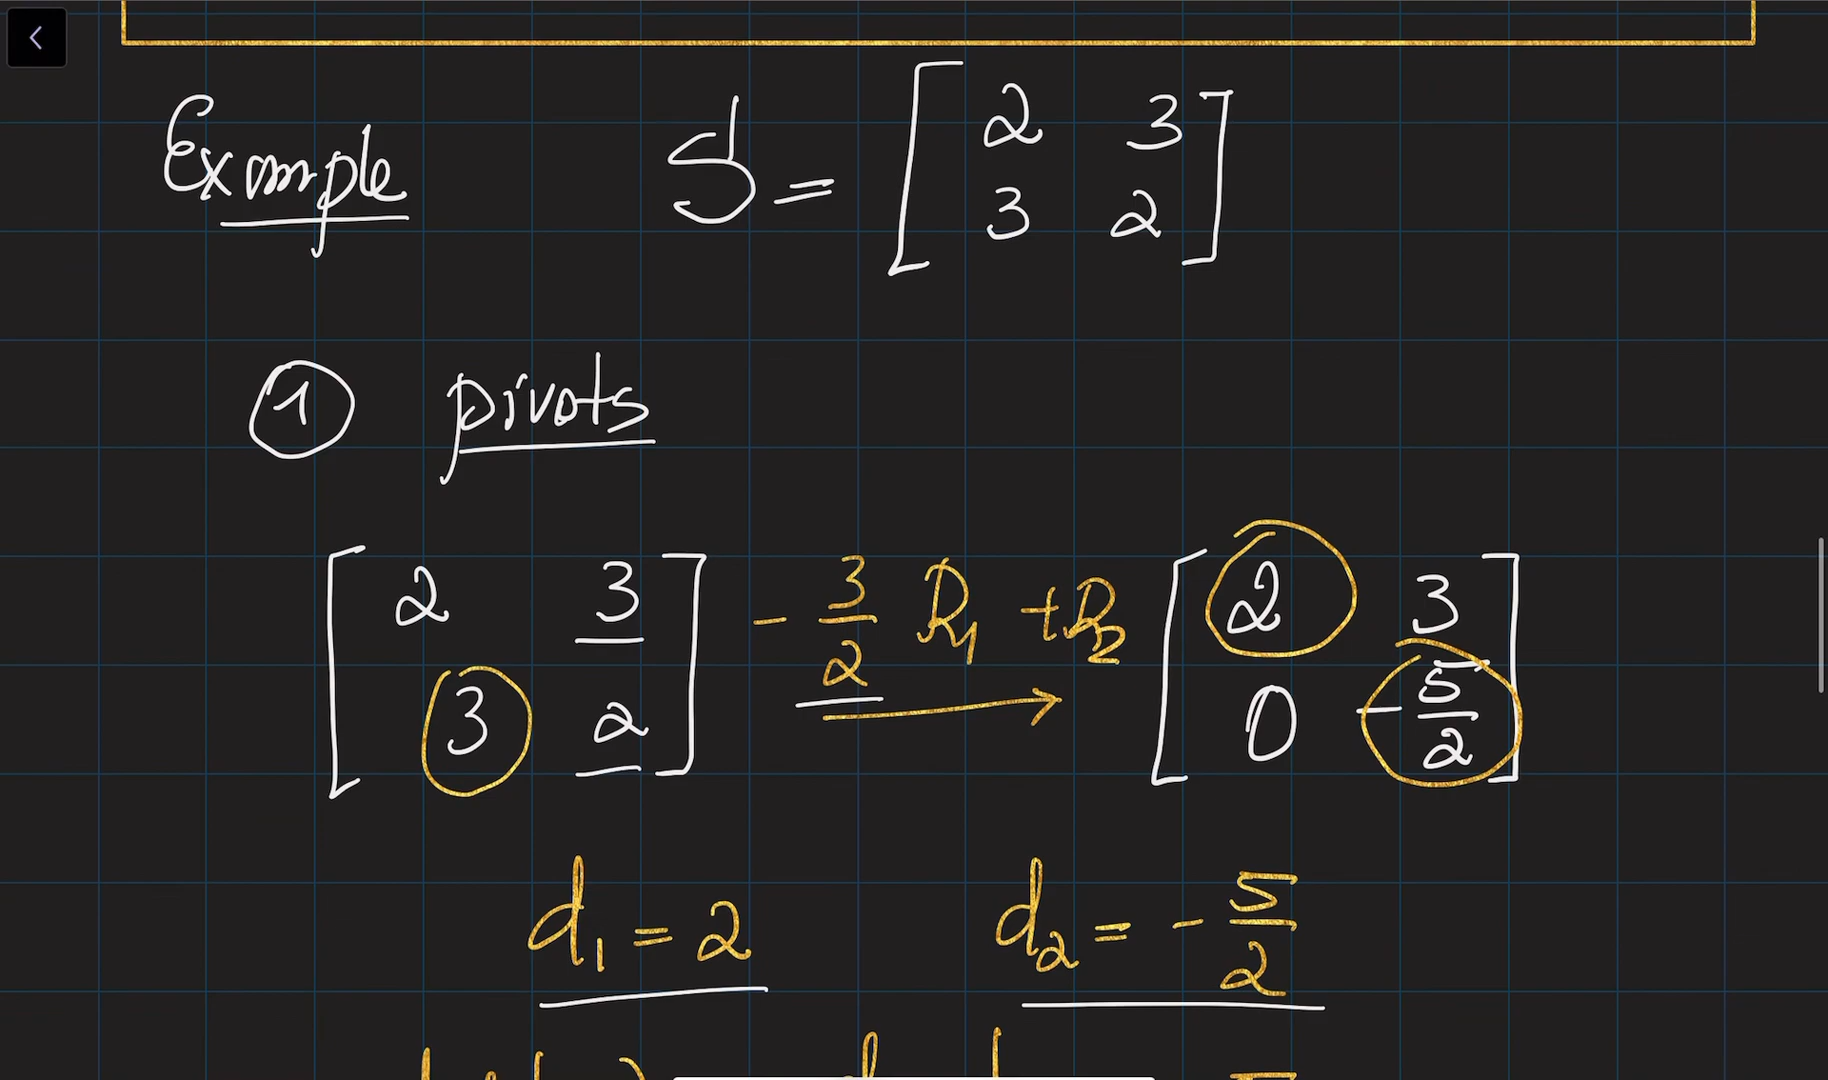 Example S = [ 2 3
3 2 ]
① pivots
[ 2 3
3 2 ] - 3/2 R₁ + R₂ → [ 2 3
0 -5/2 ]
d₁ = 2 d₂ = - 5/2